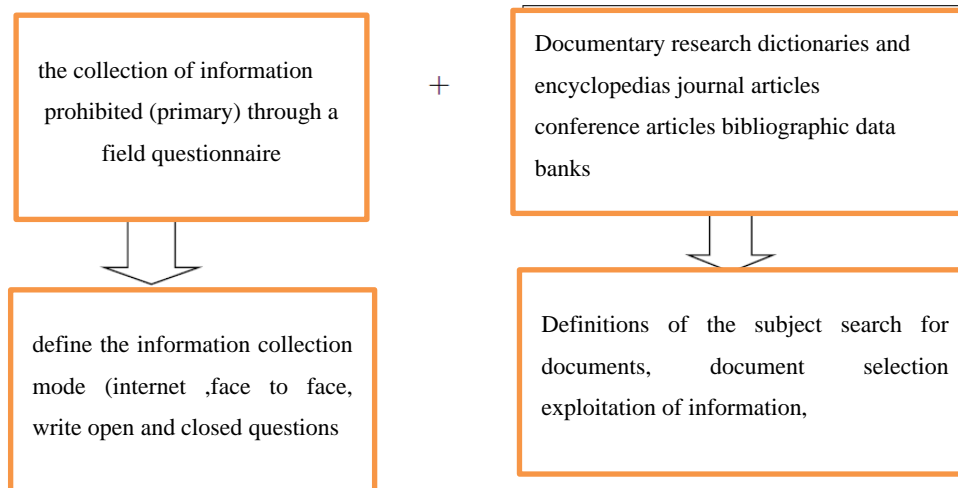 the collection of information
prohibited (primary) through a
field questionnaire
+
Documentary research dictionaries and
encyclopedias journal articles
conference articles bibliographic data
banks
define the information collection
mode (internet ,face to face,
write open and closed questions
Definitions of the subject search for
documents, document selection
exploitation of information,